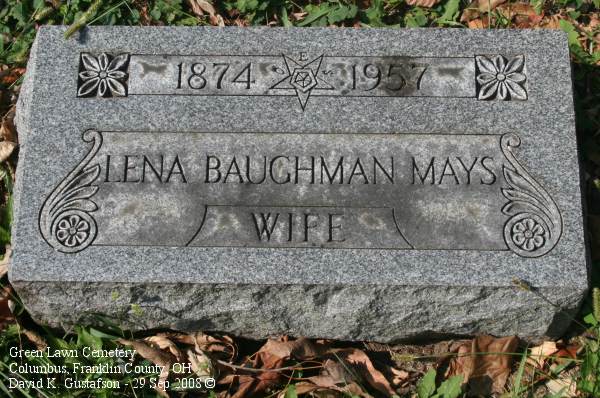 1874 1957
LENA BAUGHMAN MAYS
WIFE
Green Lawn Cemetery
Columbus, Franklin County, OH
David K. Gustafson - 29 Sep 2008 ©